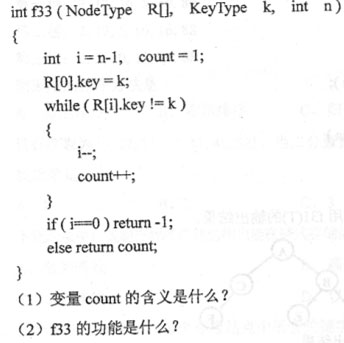 int f33 ( NodeType R[], KeyType k, int n )
{
int i = n-1, count = 1;
R[0].key = k;
while ( R[i].key != k )
{
i--;
count++;
}
if ( i==0 ) return -1;
else return count;
}
（1）变量 count 的含义是什么？
（2）f33 的功能是什么？